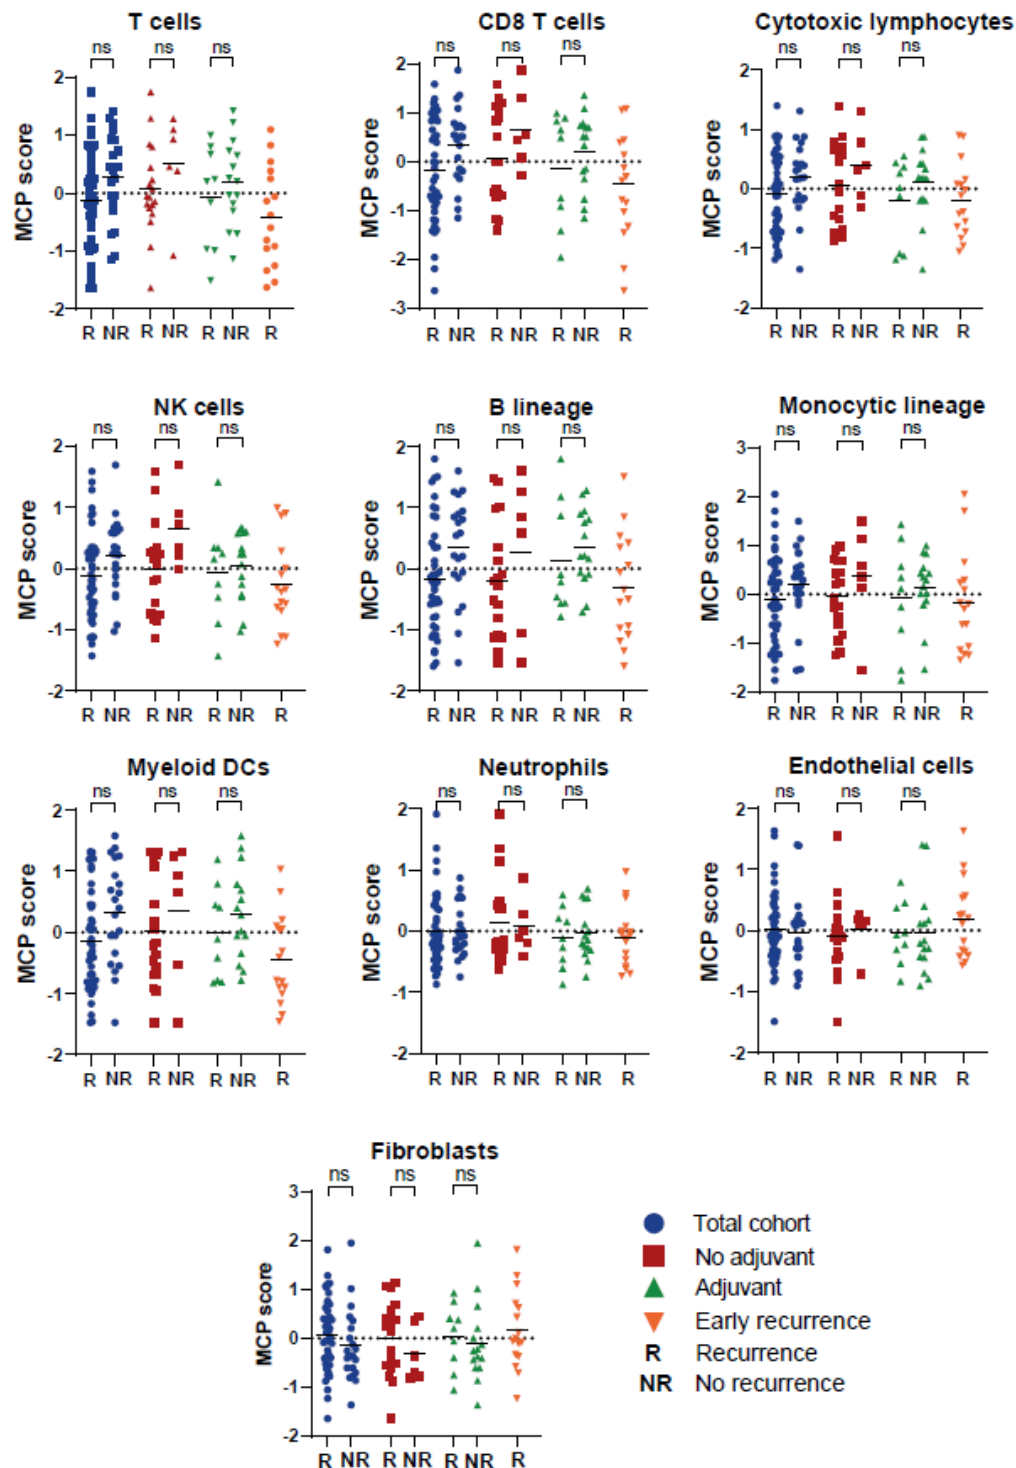 T cells
ns ns ns
MCP score
2
1
0
-1
-2
R NR R NR R NR R
CD8 T cells
ns ns ns
MCP score
2
1
0
-1
-2
-3
R NR R NR R NR R
Cytotoxic lymphocytes
ns ns ns
MCP score
2
1
0
-1
-2
R NR R NR R NR R
NK cells
ns ns ns
MCP score
2
1
0
-1
-2
R NR R NR R NR R
B lineage
ns ns ns
MCP score
2
1
0
-1
-2
R NR R NR R NR R
Monocytic lineage
ns ns ns
MCP score
3
2
1
0
-1
-2
R NR R NR R NR R
Myeloid DCs
ns ns ns
MCP score
2
1
0
-1
-2
R NR R NR R NR R
Neutrophils
ns ns ns
MCP score
2
1
0
-1
-2
R NR R NR R NR R
Endothelial cells
ns ns ns
MCP score
2
1
0
-1
-2
R NR R NR R NR R
Fibroblasts
ns ns ns
MCP score
3
2
1
0
-1
-2
R NR R NR R NR R
Total cohort
No adjuvant
Adjuvant
Early recurrence
R Recurrence
NR No recurrence